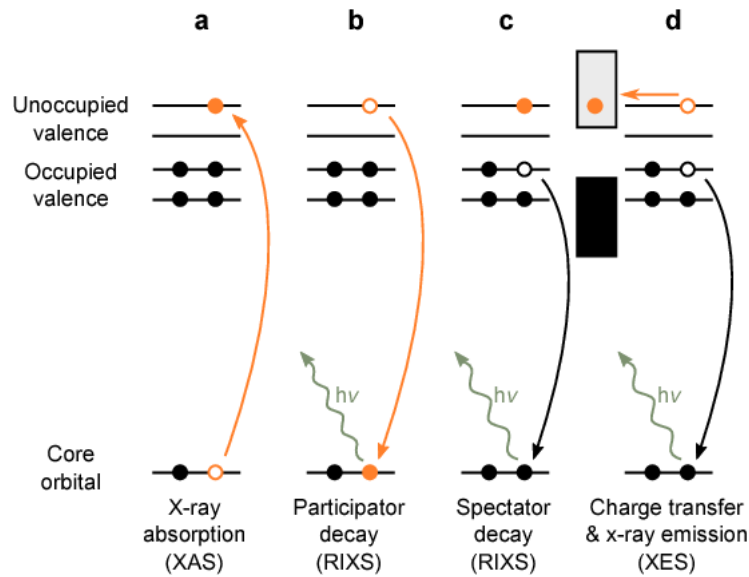 a b c d
Unoccupied
valence
Occupied
valence
hν hν hν
Core
orbital
X-ray
absorption
(XAS)
Participator
decay
(RIXS)
Spectator
decay
(RIXS)
Charge transfer
& x-ray emission
(XES)